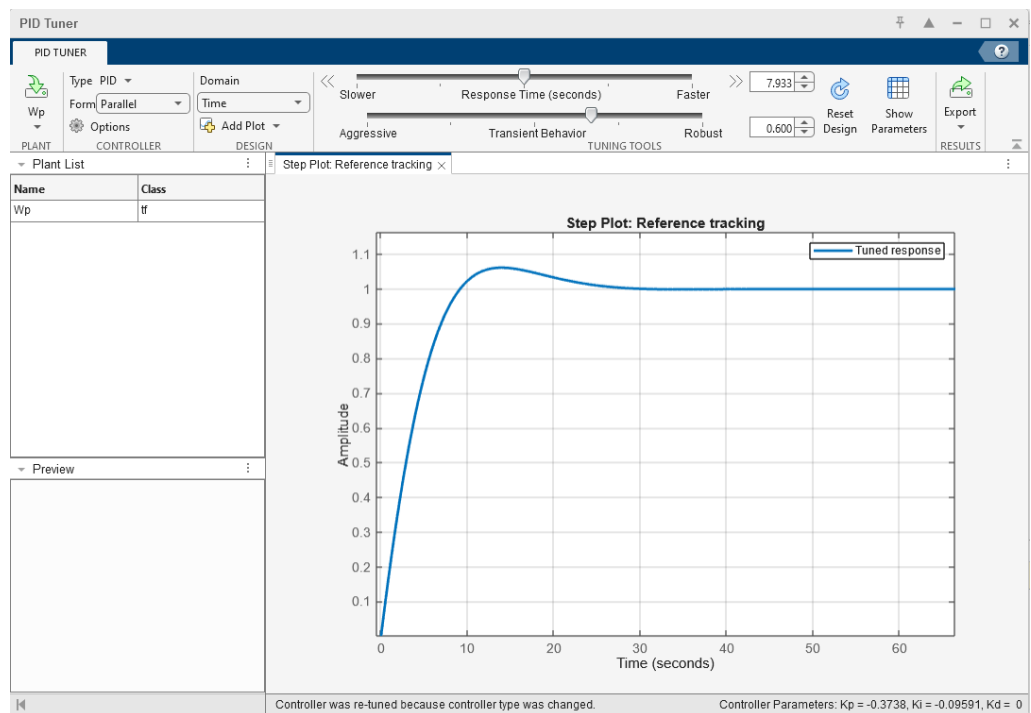 PID Tuner
PID TUNER
?
Wp
Type PID
Form Parallel
Options
Domain
Time
Add Plot
Slower Response Time (seconds) Faster
7.933
Aggressive Transient Behavior Robust
0.600
Reset
Design
Show
Parameters
Export
PLANT CONTROLLER DESIGN TUNING TOOLS RESULTS
Plant List
Name Class
Wp tf
Preview
Step Plot: Reference tracking
Step Plot: Reference tracking
Tuned response
Amplitude
1.1
1
0.9
0.8
0.7
0.6
0.5
0.4
0.3
0.2
0.1
0 10 20 30 40 50 60
Time (seconds)
Controller was re-tuned because controller type was changed.
Controller Parameters: Kp = -0.3738, Ki = -0.09591, Kd = 0